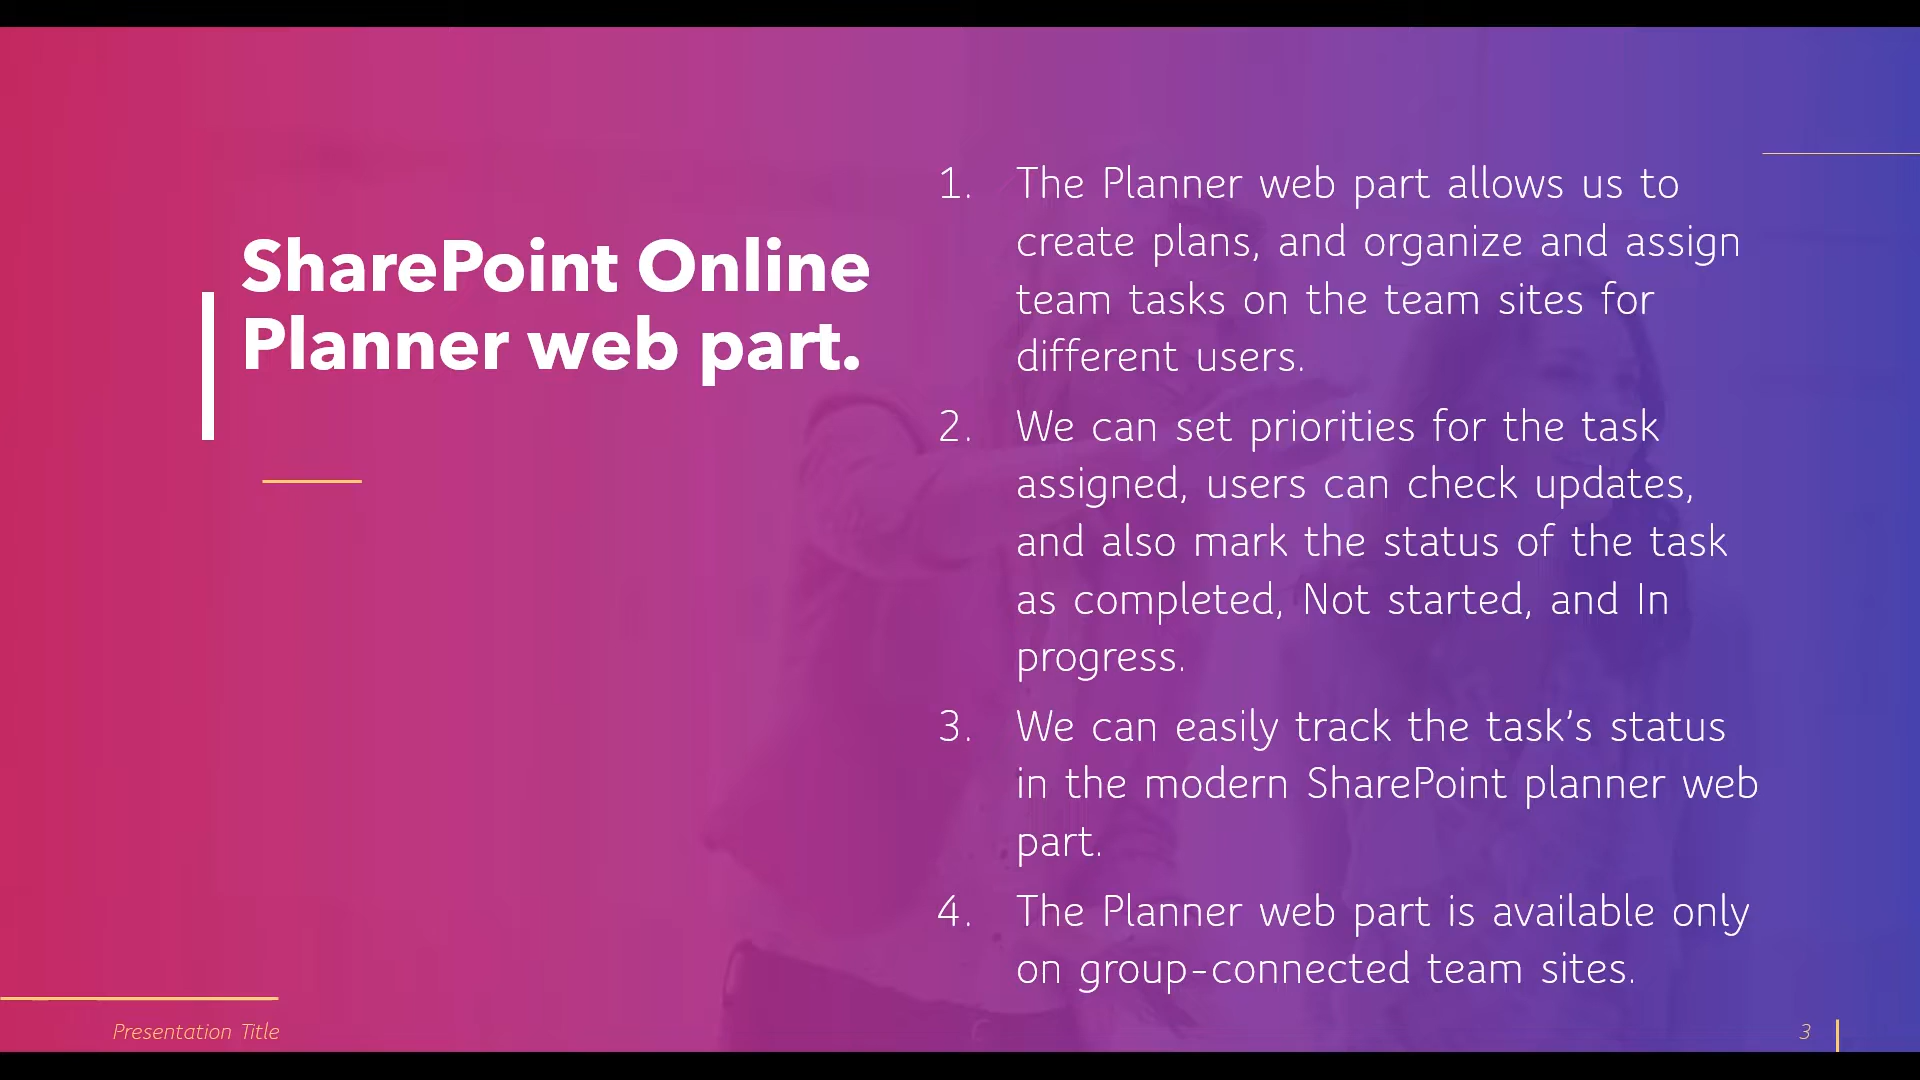 SharePoint Online
Planner web part.
1. The Planner web part allows us to
create plans, and organize and assign
team tasks on the team sites for
different users.
2. We can set priorities for the task
assigned, users can check updates,
and also mark the status of the task
as completed, Not started, and In
progress.
3. We can easily track the task’s status
in the modern SharePoint planner web
part.
4. The Planner web part is available only
on group-connected team sites.
Presentation Title
3